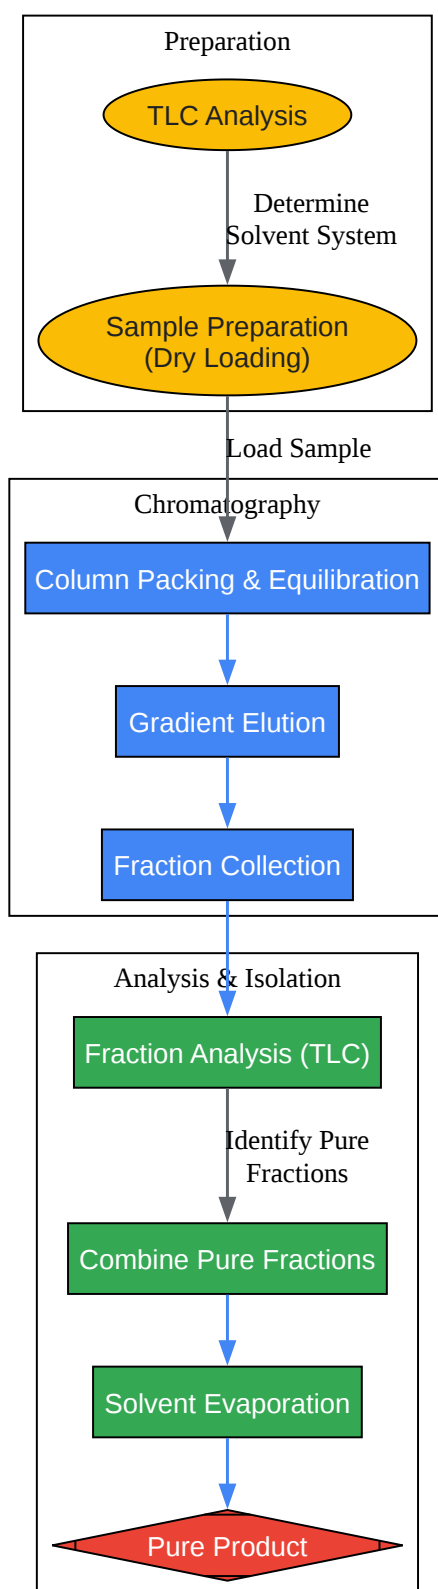 Preparation
TLC Analysis
Determine
Solvent System
Sample Preparation
(Dry Loading)
Load Sample
Chromatography
Column Packing & Equilibration
Gradient Elution
Fraction Collection
Analysis & Isolation
Fraction Analysis (TLC)
Identify Pure
Fractions
Combine Pure Fractions
Solvent Evaporation
Pure Product